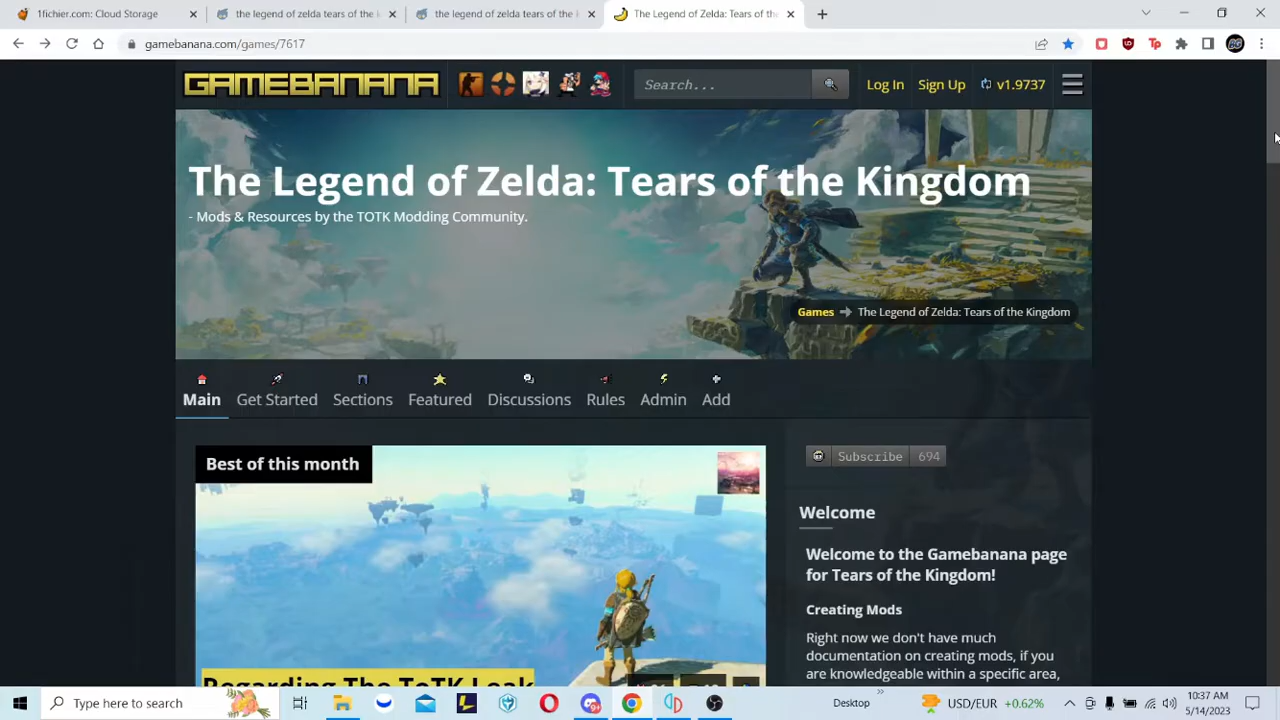 1fichier.com: Cloud Storage
the legend of zelda tears of the
the legend of zelda tears of the
The Legend of Zelda: Tears of the
gamebanana.com/games/7617
GAMEBANANA
Search...
Log In
Sign Up
v1.9737
The Legend of Zelda: Tears of the Kingdom
- Mods & Resources by the TOTK Modding Community.
Games
The Legend of Zelda: Tears of the Kingdom
Main
Get Started
Sections
Featured
Discussions
Rules
Admin
Add
Best of this month
Regarding The ToTK Leak
Subscribe 694
Welcome
Welcome to the Gamebanana page
for Tears of the Kingdom!
Creating Mods
Right now we don't have much
documentation on creating mods, if you
are knowledgeable within a specific area,
Type here to search
Desktop
USD/EUR +0.62%
10:37 AM
5/14/2023